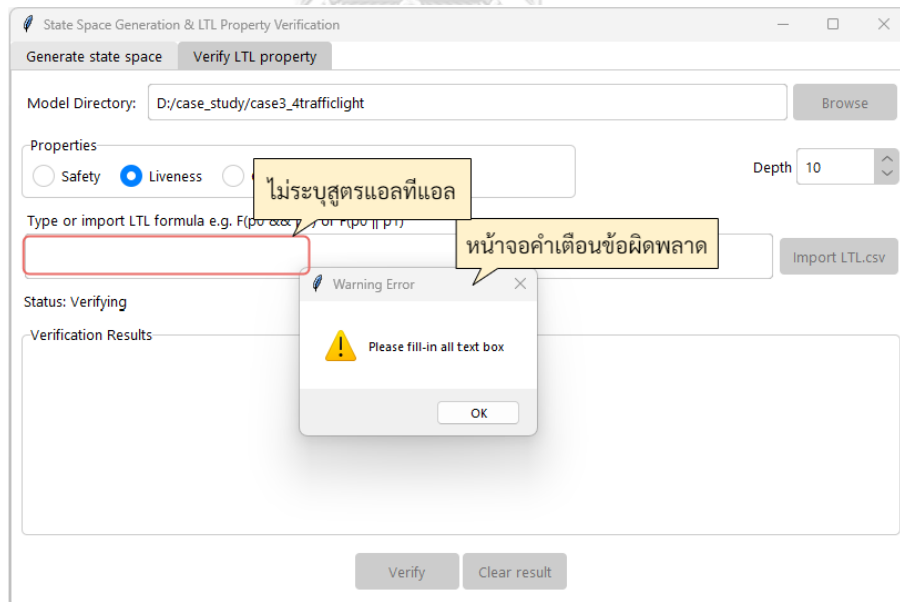 State Space Generation & LTL Property Verification
Generate state space
Verify LTL property
Model Directory:
D:/case_study/case3_4trafficlight
Browse
Properties
Safety
Liveness
Depth
10
ไม่ระบุสูตรแอลทีแอล
Type or import LTL formula e.g. F(p0 && ) or F(p0 || p1)
หน้าจอคำเตือนข้อผิดพลาด
Import LTL.csv
Warning Error
Status: Verifying
Verification Results
Please fill-in all text box
OK
Verify
Clear result